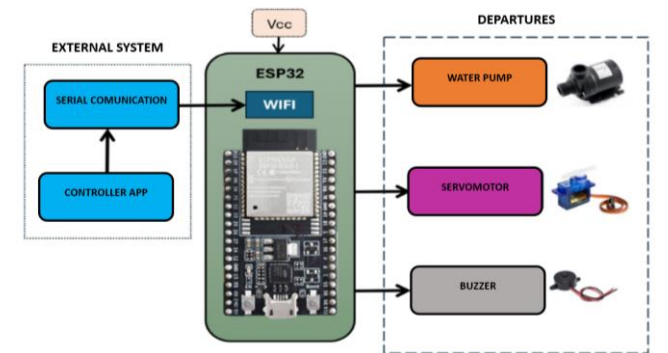 DEPARTURES
Vcc
EXTERNAL SYSTEM
ESP32
WIFI
SERIAL COMUNICATION
CONTROLLER APP
WATER PUMP
SERVOMOTOR
BUZZER